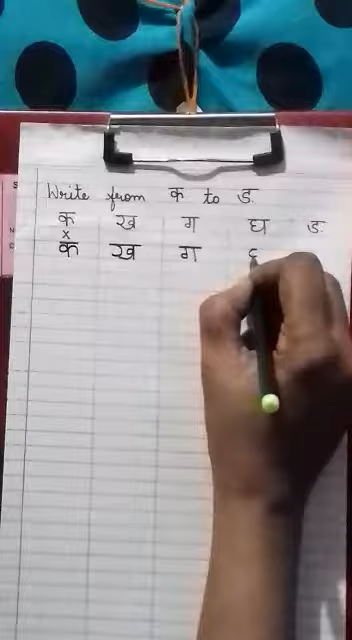 Write from क to ङ.
क ख ग घ ङ
x
क ख ग